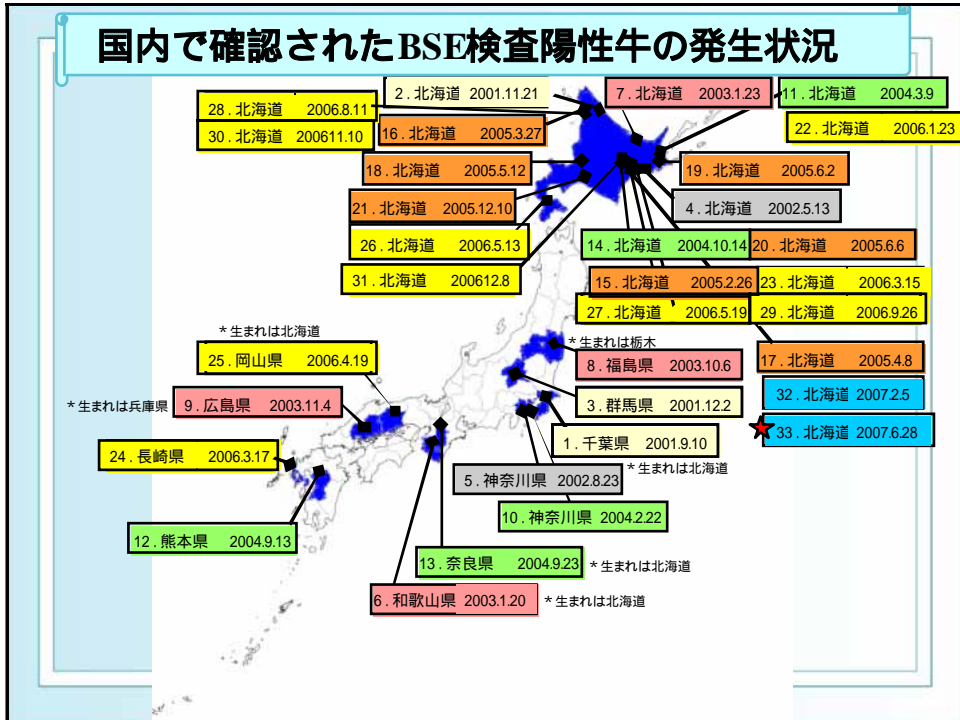 国内で確認されたBSE検査陽性牛の発生状況
2．北海道 2001.11.21
7．北海道 2003.1.23
11．北海道 2004.3.9
28．北海道 2006.8.11
16．北海道 2005.3.27
22．北海道 2006.1.23
30．北海道 200611.10
18．北海道 2005.5.12
19．北海道 2005.6.2
21．北海道 2005.12.10
4．北海道 2002.5.13
26．北海道 2006.5.13
14．北海道 2004.10.14
20．北海道 2005.6.6
31．北海道 200612.8
15．北海道 2005.2.26
23．北海道 2006.3.15
27．北海道 2006.5.19
29．北海道 2006.9.26
＊生まれは北海道
25．岡山県 2006.4.19
＊生まれは栃木
8．福島県 2003.10.6
17．北海道 2005.4.8
32．北海道 2007.2.5
＊生まれは兵庫県
9．広島県 2003.11.4
3．群馬県 2001.12.2
33．北海道 2007.6.28
24．長崎県 2006.3.17
1．千葉県 2001.9.10
＊生まれは北海道
5．神奈川県 2002.8.23
10．神奈川県 2004.2.22
12．熊本県 2004.9.13
13．奈良県 2004.9.23
＊生まれは北海道
6．和歌山県 2003.1.20
＊生まれは北海道